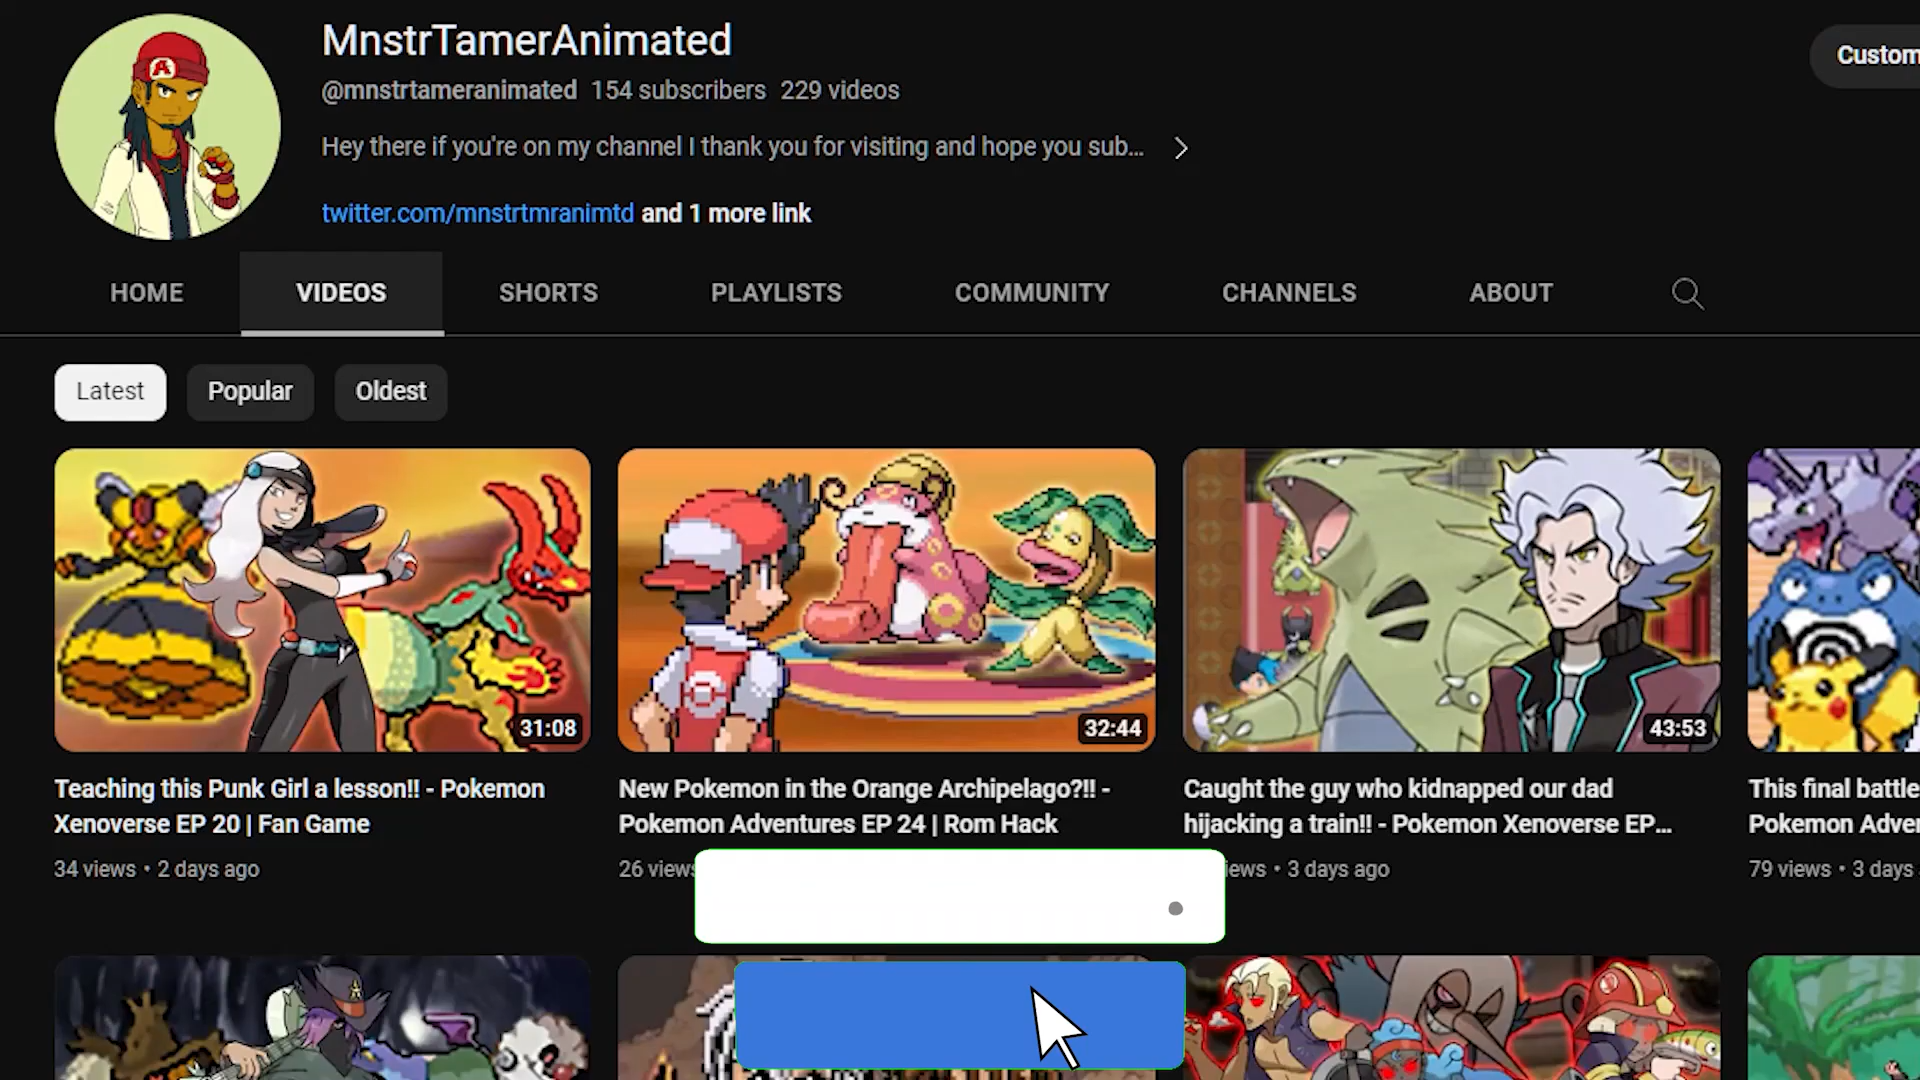 MnstrTamerAnimated
@mnstrtameranimated 154 subscribers 229 videos
Custom
Hey there if you're on my channel I thank you for visiting and hope you sub...
twitter.com/mnstrtmranimtd and 1 more link
HOME VIDEOS SHORTS PLAYLISTS COMMUNITY CHANNELS ABOUT
Latest Popular Oldest
31:08 32:44 43:53
Teaching this Punk Girl a lesson!! - Pokemon
Xenoverse EP 20 | Fan Game
34 views • 2 days ago
New Pokemon in the Orange Archipelago?!! -
Pokemon Adventures EP 24 | Rom Hack
26 views
Caught the guy who kidnapped our dad
hijacking a train!! - Pokemon Xenoverse EP...
iews • 3 days ago
This final battle
Pokemon Adver
79 views • 3 days